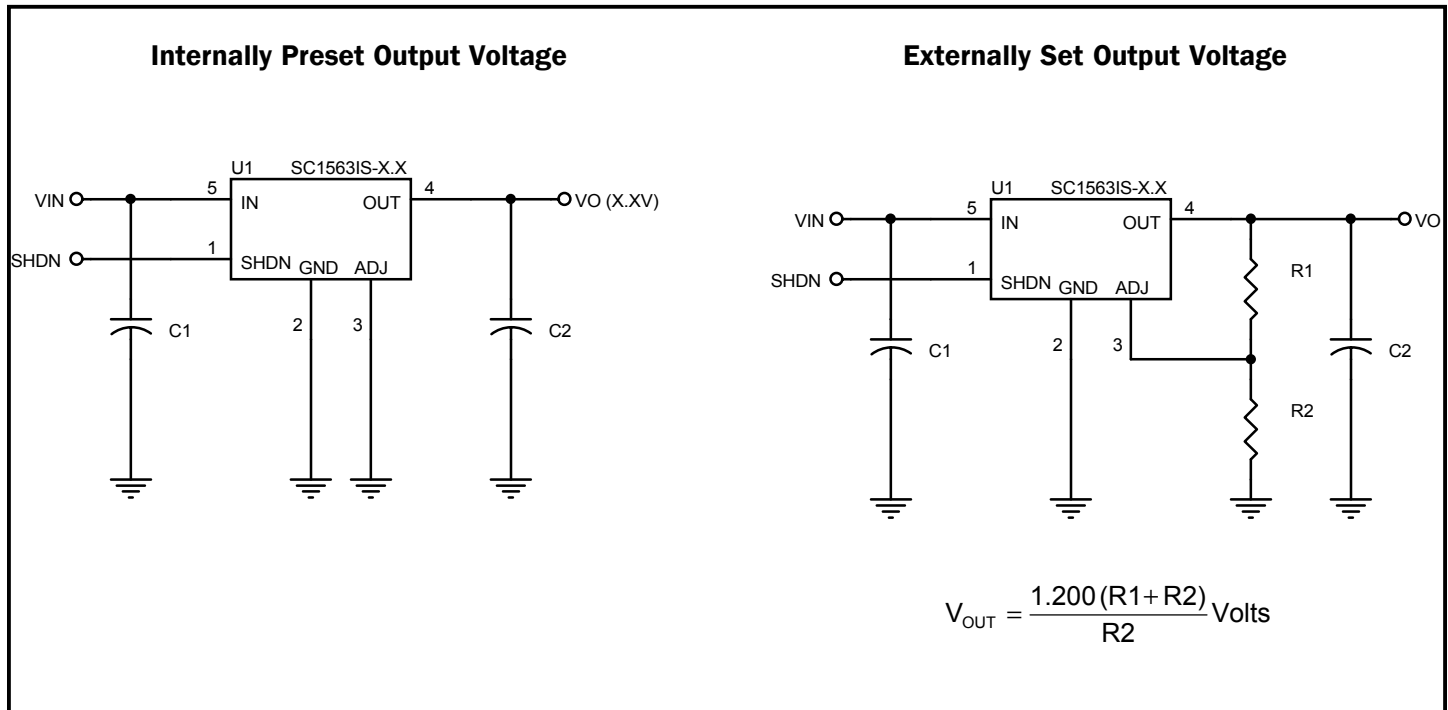 Internally Preset Output Voltage
U1 SC1563IS-X.X
VIN 5 IN OUT 4 VO (X.XV)
SHDN 1 SHDN GND ADJ
C1 2 3 C2
Externally Set Output Voltage
U1 SC1563IS-X.X
VIN 5 IN OUT 4 VO
SHDN 1 SHDN GND ADJ R1
C1 2 3 C2
R2
V_OUT = 1.200 (R1+ R2) / R2 Volts